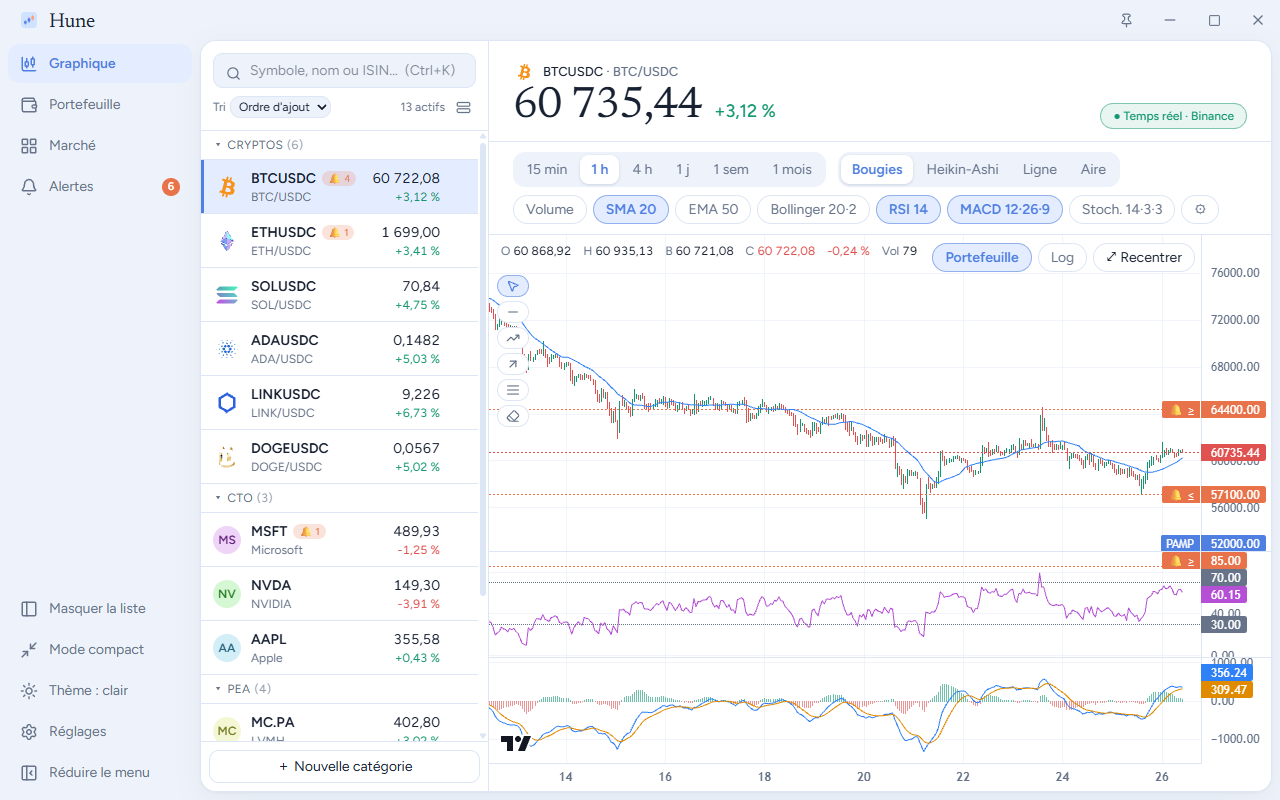 Hune
Graphique
Portefeuille
Marché
Alertes 6
Masquer la liste
Mode compact
Thème : clair
Réglages
Réduire le menu
Symbole, nom ou ISIN... (Ctrl+K)
Tri Ordre d'ajout 13 actifs
CRYPTOS (6)
BTCUSDC 4 60 722,08
BTC/USDC +3,12 %
ETHUSDC 1 1 699,00
ETH/USDC +3,41 %
SOLUSDC 70,84
SOL/USDC +4,75 %
ADAUSDC 0,1482
ADA/USDC +5,03 %
LINKUSDC 9,226
LINK/USDC +6,73 %
DOGEUSDC 0,0567
DOGE/USDC +5,02 %
CTO (3)
MS MSFT 1 489,93
Microsoft -1,25 %
NV NVDA 149,30
NVIDIA -3,91 %
AA AAPL 355,58
Apple +0,43 %
PEA (4)
MC MC.PA 402,80
LVMH +3,02 %
+ Nouvelle catégorie
BTCUSDC · BTC/USDC
60 735,44 +3,12 %
● Temps réel · Binance
15 min 1 h 4 h 1 j 1 sem 1 mois Bougies Heikin-Ashi Ligne Aire
Volume SMA 20 EMA 50 Bollinger 20·2 RSI 14 MACD 12·26·9 Stoch. 14·3·3
O 60 868,92 H 60 935,13 B 60 721,08 C 60 722,08 -0,24 % Vol 79 Portefeuille Log Recentrer
76000.00
72000.00
68000.00
≥ 64400.00
60735.44
60000.00
≤ 57100.00
56000.00
PAMP 52000.00
≥ 85.00
70.00
60.15
40.00
30.00
0.00
1000.00
356.24
309.47
0.00
−1000.00
14 16 18 20 22 24 26